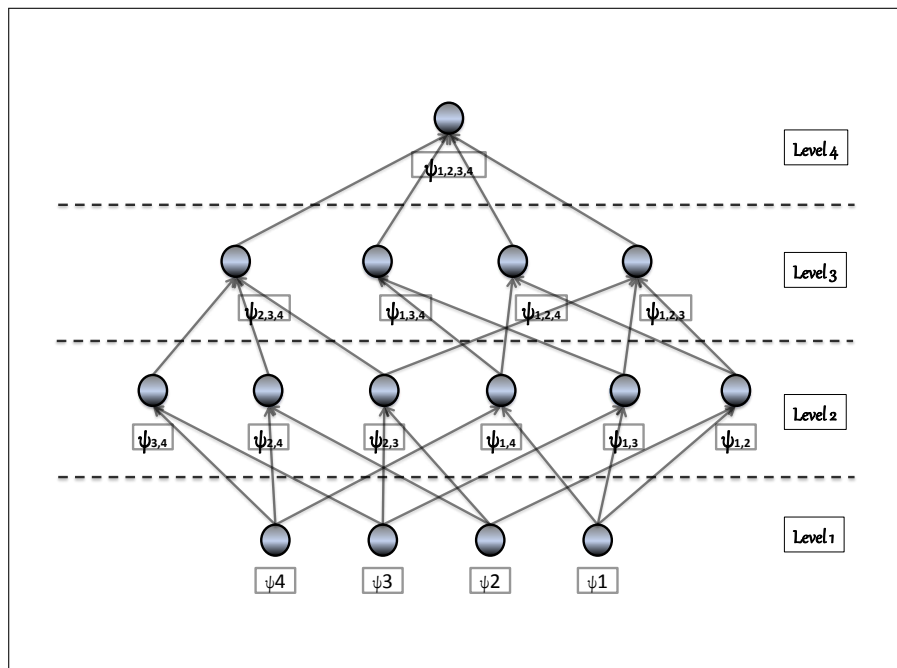 Level 4
ψ1,2,3,4
Level 3
ψ2,3,4 ψ1,3,4 ψ1,2,4 ψ1,2,3
Level 2
ψ3,4 ψ2,4 ψ2,3 ψ1,4 ψ1,3 ψ1,2
Level 1
ψ4 ψ3 ψ2 ψ1